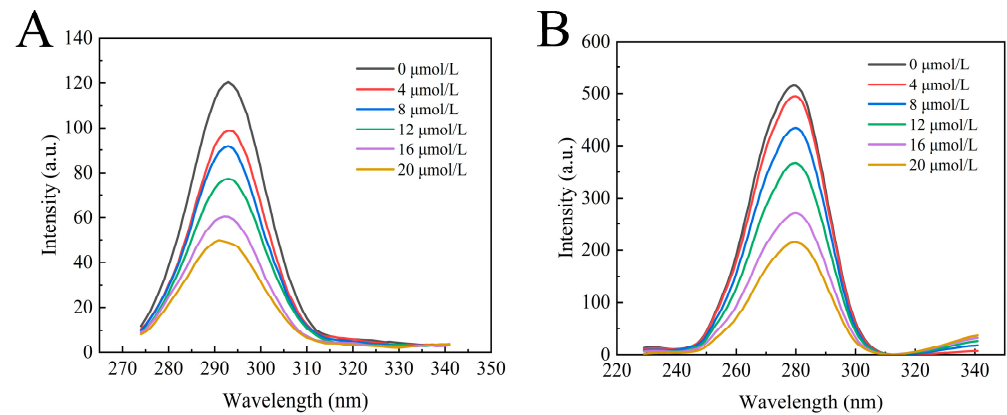 A
140
120
100
80
60
40
20
0
Intensity (a.u.)
0 μmol/L
4 μmol/L
8 μmol/L
12 μmol/L
16 μmol/L
20 μmol/L
270 280 290 300 310 320 330 340 350
Wavelength (nm)
B
600
500
400
300
200
100
0
Intensity (a.u.)
0 μmol/L
4 μmol/L
8 μmol/L
12 μmol/L
16 μmol/L
20 μmol/L
220 240 260 280 300 320 340
Wavelength (nm)